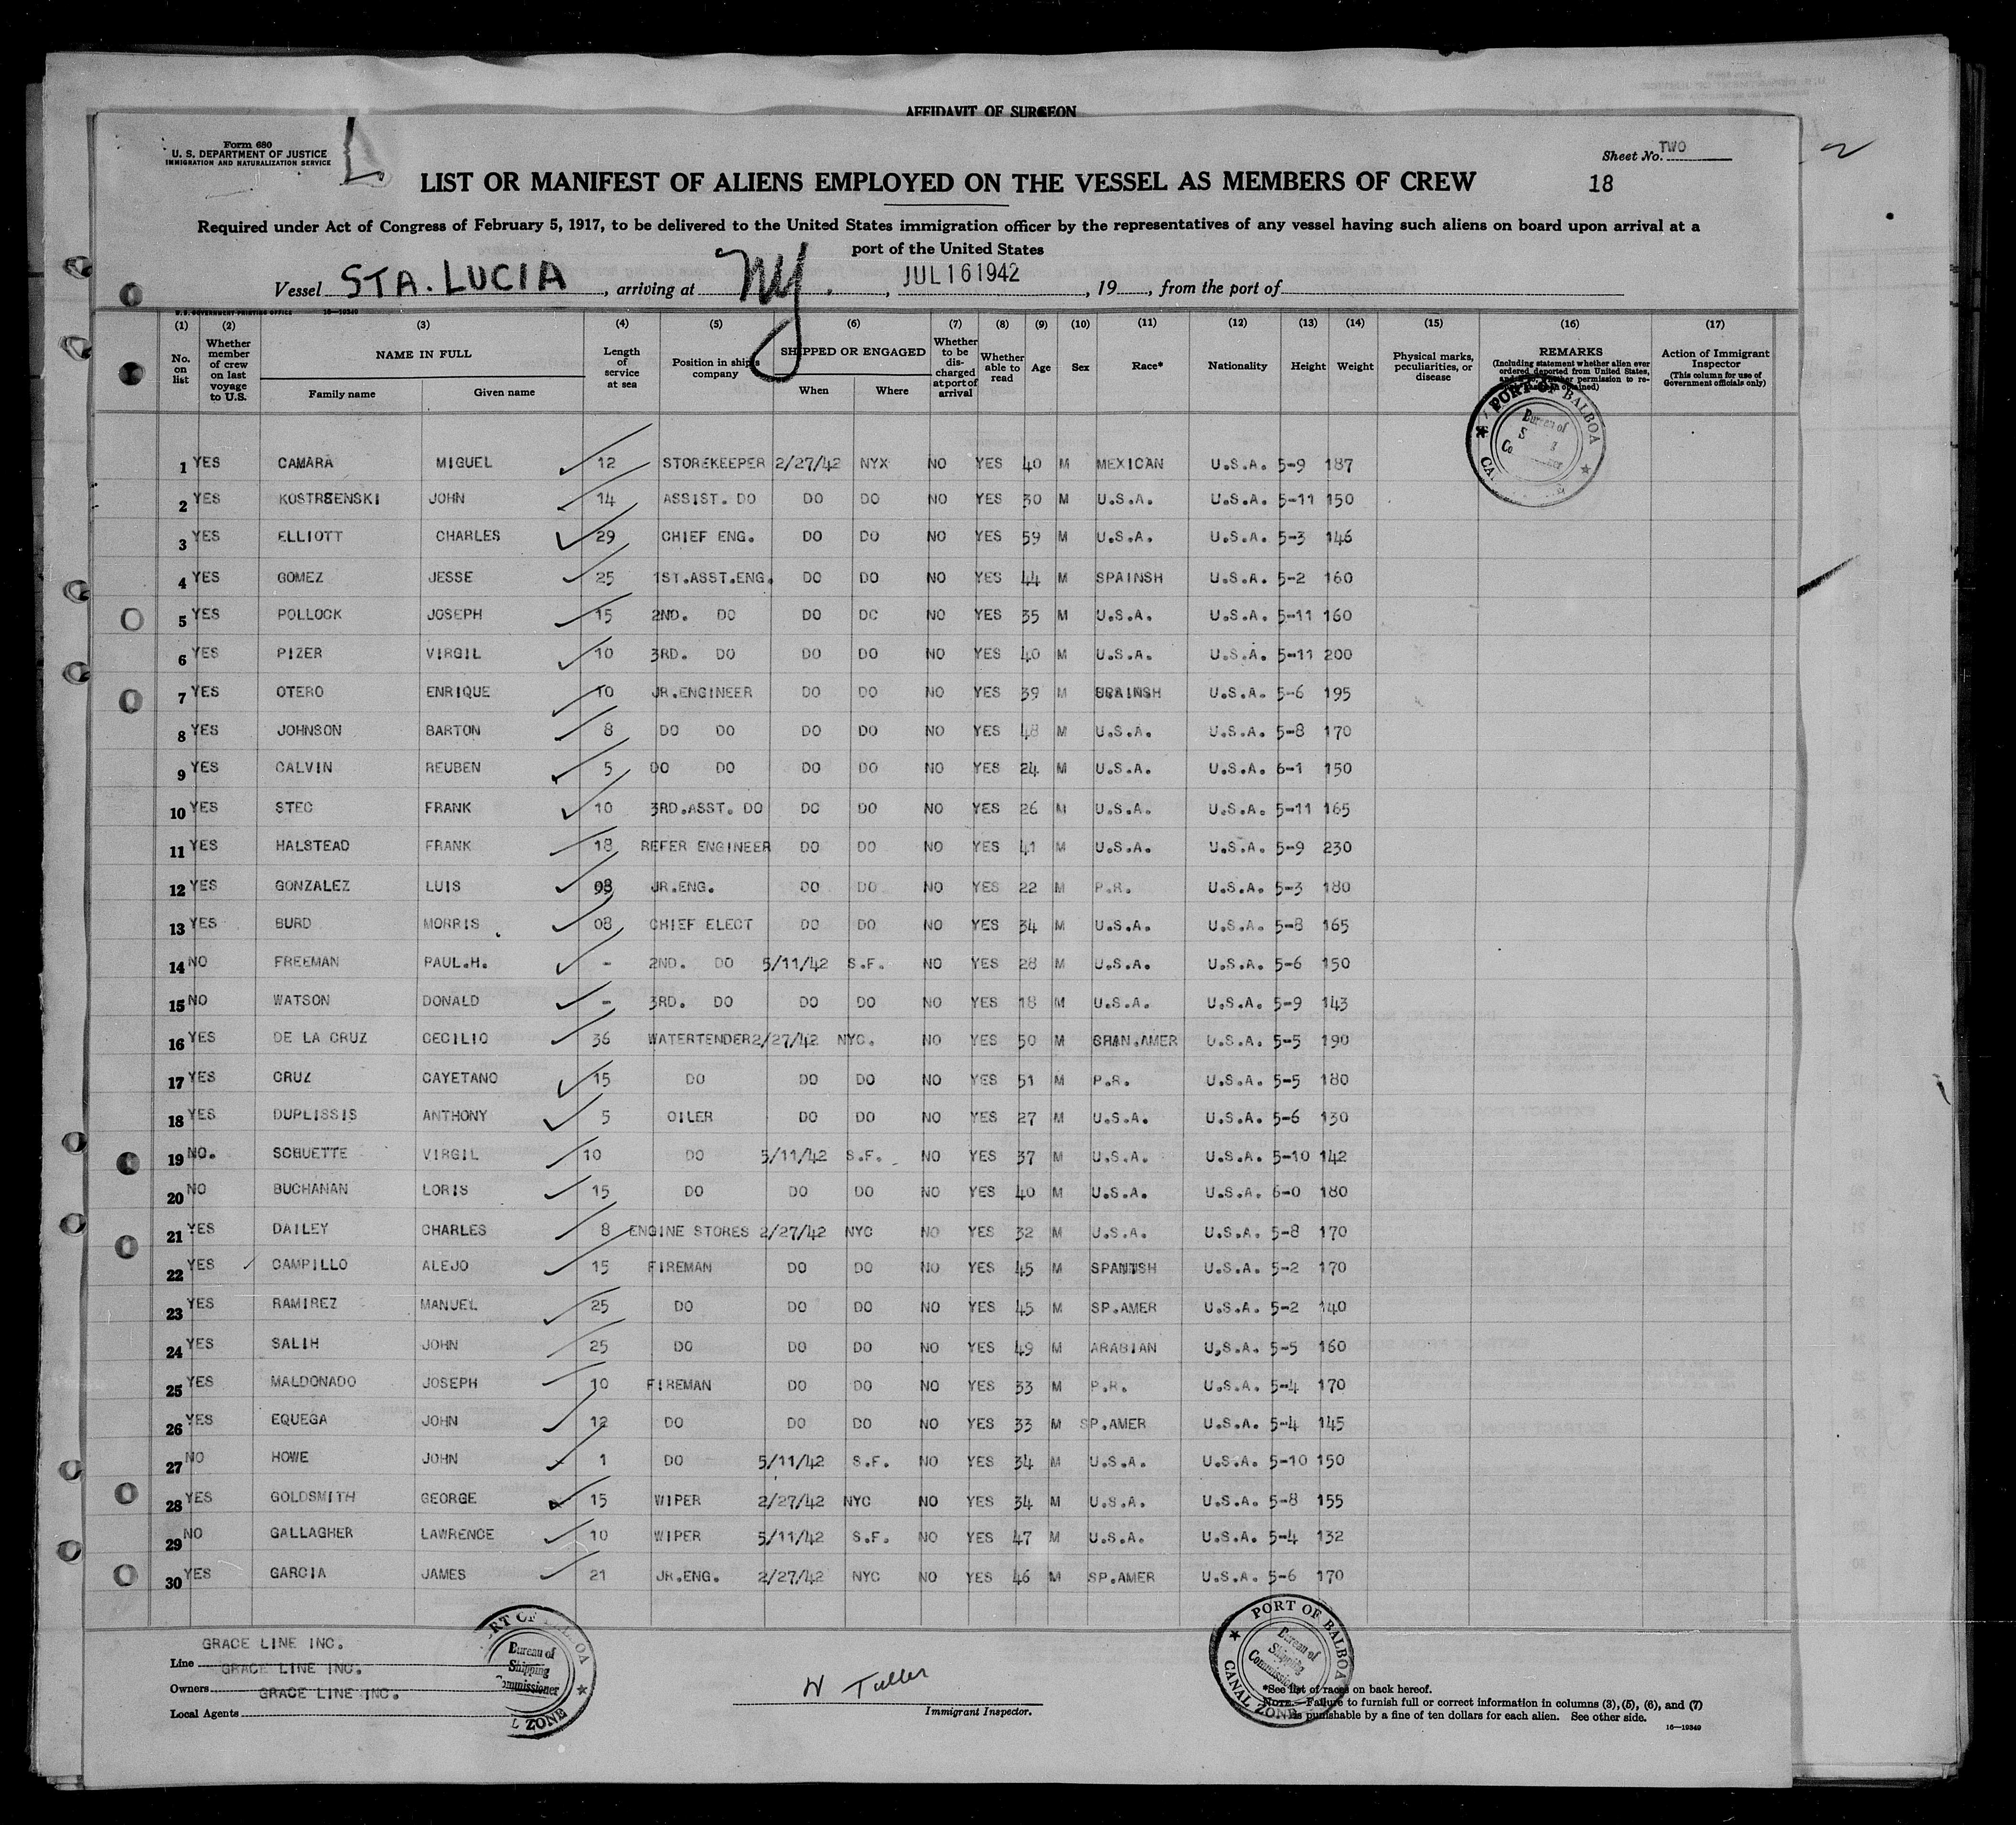 AFFIDAVIT OF SURGEON
Form 680
U. S. DEPARTMENT OF JUSTICE
IMMIGRATION AND NATURALIZATION SERVICE
L
Sheet No. TWO
2
LIST OR MANIFEST OF ALIENS EMPLOYED ON THE VESSEL AS MEMBERS OF CREW
18
Required under Act of Congress of February 5, 1917, to be delivered to the United States immigration officer by the representatives of any vessel having such aliens on board upon arrival at a
port of the United States
Vessel STA. LUCIA, arriving at NY., JUL 16 1942, 19 , from the port of
U.S. GOVERNMENT PRINTING OFFICE 16—19349
(1) (2) (3) (4) (5) (6) (7) (8) (9) (10) (11) (12) (13) (14) (15) (16) (17)
No. on list
Whether member of crew on last voyage to U.S.
NAME IN FULL
Family name Given name
Length of service at sea
Position in ship's company
SHIPPED OR ENGAGED
When Where
Whether to be discharged at port of arrival
Whether able to read
Age
Sex
Race*
Nationality
Height
Weight
Physical marks, peculiarities, or disease
REMARKS
(Including statement whether alien ever ordered deported from United States,
Action of Immigrant Inspector
(This column for use of Government officials only)
PORT OF BALBOA
Bureau of
1 YES CAMARA MIGUEL 12 STOREKEEPER 2/27/42 NYX NO YES 40 M MEXICAN U.S.A. 5-9 187
2 YES KOSTRSENSKI JOHN 14 ASSIST. DO DO DO NO YES 30 M U.S.A. U.S.A. 5-11 150
3 YES ELLIOTT CHARLES 29 CHIEF ENG. DO DO NO YES 59 M U.S.A. U.S.A. 5-3 146
4 YES GOMEZ JESSE 25 1ST.ASST.ENG. DO DO NO YES 44 M SPAINSH U.S.A. 5-2 160
5 YES POLLOCK JOSEPH 15 2ND. DO DO DO NO YES 35 M U.S.A. U.S.A. 5-11 160
6 YES PIZER VIRGIL 10 3RD. DO DO DO NO YES 40 M U.S.A. U.S.A. 5-11 200
7 YES OTERO ENRIQUE 10 JR.ENGINEER DO DO NO YES 39 M SPAINSH U.S.A. 5-6 195
8 YES JOHNSON BARTON 8 DO DO DO DO NO YES 48 M U.S.A. U.S.A. 5-8 170
9 YES CALVIN REUBEN 5 DO DO DO DO NO YES 24 M U.S.A. U.S.A. 6-1 150
10 YES STEC FRANK 10 3RD.ASST. DO DO DO NO YES 26 M U.S.A. U.S.A. 5-11 165
11 YES HALSTEAD FRANK 18 REFER ENGINEER DO DO NO YES 41 M U.S.A. U.S.A. 5-9 230
12 YES GONZALEZ LUIS 08 JR.ENG. DO DO NO YES 22 M P.R. U.S.A. 5-3 180
13 YES BURD MORRIS 08 CHIEF ELECT DO DO NO YES 34 M U.S.A. U.S.A. 5-8 165
14 NO FREEMAN PAUL.H. - 2ND. DO 5/11/42 S.F. NO YES 28 M U.S.A. U.S.A. 5-6 150
15 NO WATSON DONALD - 3RD. DO DO DO NO YES 18 M U.S.A. U.S.A. 5-9 143
16 YES DE LA CRUZ CECILIO 36 WATERTENDER 2/27/42 NYC. NO YES 50 M SPAN.AMER U.S.A. 5-5 190
17 YES CRUZ CAYETANO 15 DO DO DO NO YES 51 M P.R. U.S.A. 5-5 180
18 YES DUPLISSIS ANTHONY 5 OILER DO DO NO YES 27 M U.S.A. U.S.A. 5-6 130
19 NO. SCHUETTE VIRGIL 10 DO 5/11/42 S.F. NO YES 37 M U.S.A. U.S.A. 5-10 142
20 NO BUCHANAN LORIS 15 DO DO DO NO YES 40 M U.S.A. U.S.A. 6-0 180
21 YES DAILEY CHARLES 8 ENGINE STORES 2/27/42 NYC NO YES 32 M U.S.A. U.S.A. 5-8 170
22 YES CAMPILLO ALEJO 15 FIREMAN DO DO NO YES 45 M SPANISH U.S.A. 5-2 170
23 YES RAMIREZ MANUEL 25 DO DO DO NO YES 45 M SP.AMER U.S.A. 5-2 140
24 YES SALIH JOHN 25 DO DO DO NO YES 49 M ARABIAN U.S.A. 5-5 160
25 YES MALDONADO JOSEPH 10 FIREMAN DO DO NO YES 33 M P.R. U.S.A. 5-4 170
26 YES EQUEGA JOHN 12 DO DO DO NO YES 33 M SP.AMER U.S.A. 5-4 145
27 NO HOWE JOHN 1 DO 5/11/42 S.F. NO YES 34 M U.S.A. U.S.A. 5-10 150
28 YES GOLDSMITH GEORGE 15 WIPER 2/27/42 NYC NO YES 34 M U.S.A. U.S.A. 5-8 155
29 NO GALLAGHER LAWRENCE 10 WIPER 5/11/42 S.F. NO YES 47 M U.S.A. U.S.A. 5-4 132
30 YES GARCIA JAMES 21 JR.ENG. 2/27/42 NYC NO YES 46 M SP.AMER U.S.A. 5-6 170
GRACE LINE INC.
Line GRACE LINE INC.
Owners GRACE LINE INC.
Local Agents
Bureau of Shipping Commissioner
L ZONE
W Tuller
Immigrant Inspector.
PORT OF BALBOA
Bureau of Shipping
CANAL ZONE
*See list of races on back hereof.
NOTE.—Failure to furnish full or correct information in columns (3), (5), (6), and (7)
is punishable by a fine of ten dollars for each alien. See other side.
16—19349